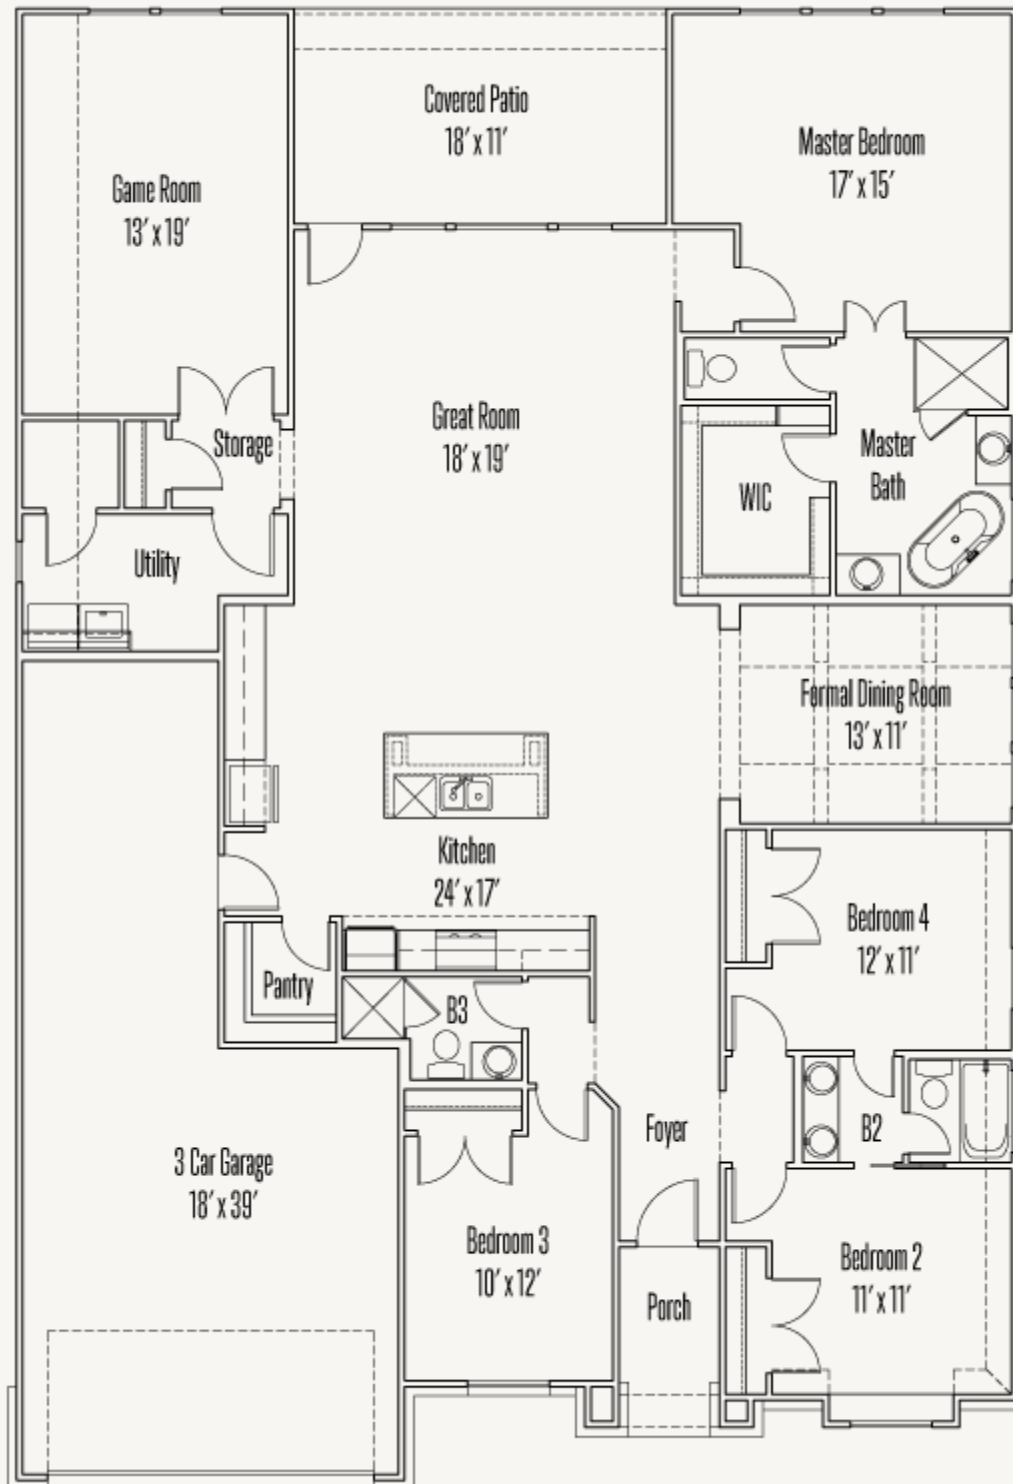 Covered Patio
18' x 11'
Master Bedroom
17' x 15'
Game Room
13' x 19'
Great Room
18' x 19'
Storage
Master
Bath
WIC
Utility
Formal Dining Room
13' x 11'
Kitchen
24' x 17'
Bedroom 4
12' x 11'
Pantry
B3
Foyer
B2
3 Car Garage
18' x 39'
Bedroom 3
10' x 12'
Bedroom 2
11' x 11'
Porch